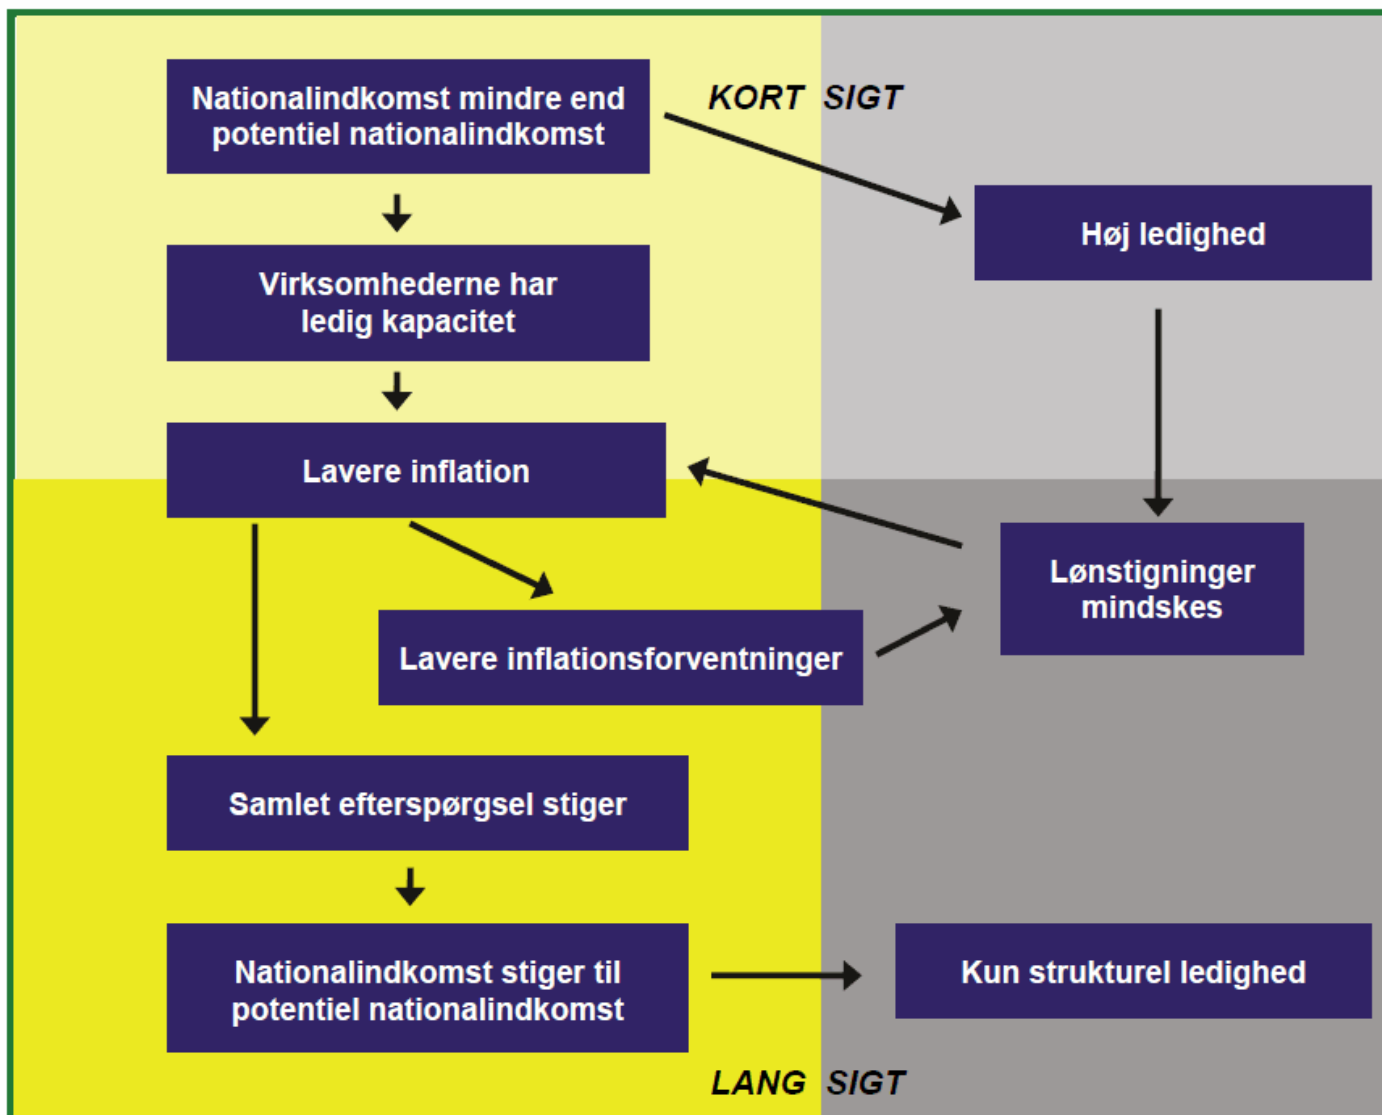 Nationalindkomst mindre end
potentiel nationalindkomst
KORT SIGT
Høj ledighed
Virksomhederne har
ledig kapacitet
Lavere inflation
Lønstigninger
mindskes
Lavere inflationsforventninger
Samlet efterspørgsel stiger
Nationalindkomst stiger til
potentiel nationalindkomst
Kun strukturel ledighed
LANG SIGT